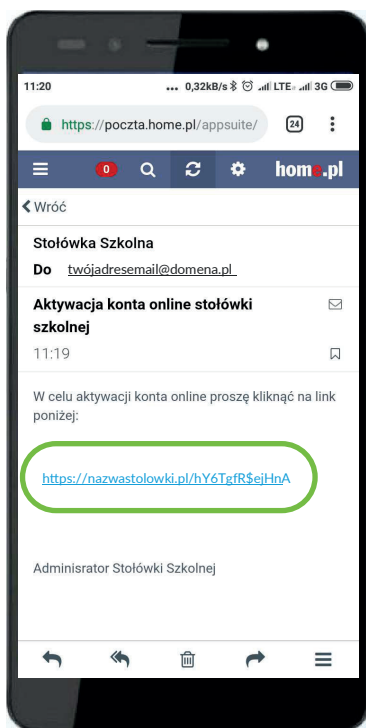 11:20 ... 0,32kB/s LTE 3G
https://poczta.home.pl/appsuite/ 24
0 home.pl
Wróć
Stołówka Szkolna
Do twójadresemail@domena.pl
Aktywacja konta online stołówki
szkolnej
11:19
W celu aktywacji konta online proszę kliknąć na link
poniżej:
https://nazwastolowki.pl/hY6TgfR$ejHnA
Adminisrator Stołówki Szkolnej